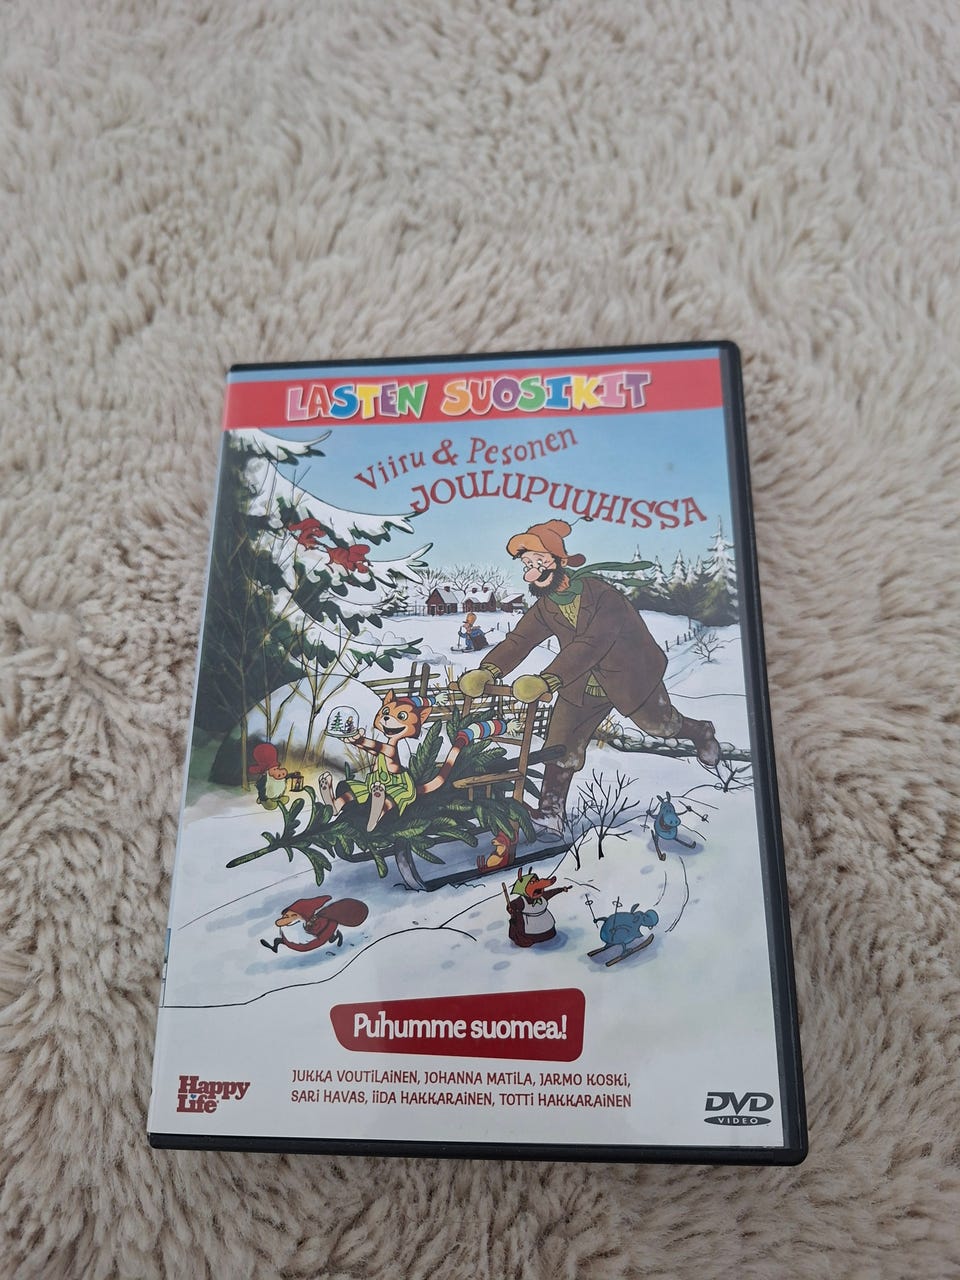 LASTEN SUOSIKIT
Viiru & Pesonen
JOULUPUUHISSA
Puhumme suomea!
JUKKA VOUTiLAiNEN, JOHANNA MATiLA, JARMO KOSKi,
SARi HAVAS, iiDA HAKKARAiNEN, TOTTi HAKKARAiNEN
Happy
Life
DVD
VIDEO